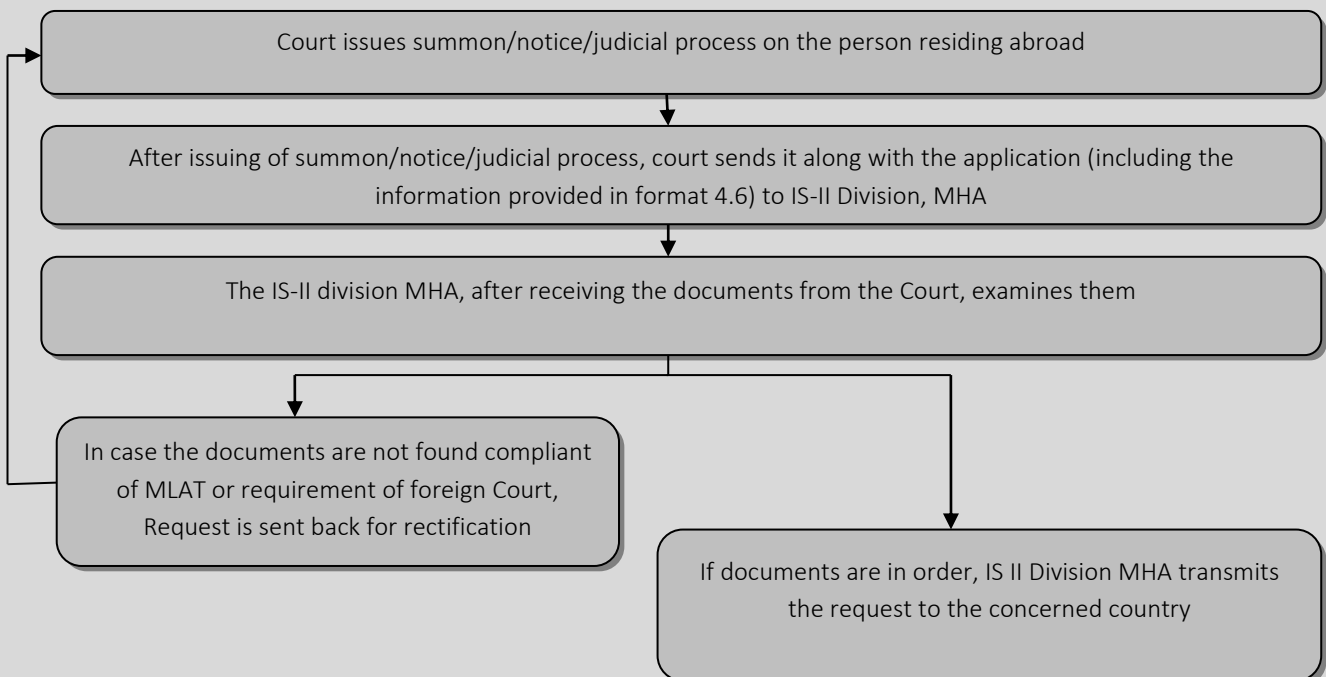 Court issues summon/notice/judicial process on the person residing abroad
After issuing of summon/notice/judicial process, court sends it along with the application (including the
information provided in format 4.6) to IS-II Division, MHA
The IS-II division MHA, after receiving the documents from the Court, examines them
In case the documents are not found compliant
of MLAT or requirement of foreign Court,
Request is sent back for rectification
If documents are in order, IS II Division MHA transmits
the request to the concerned country